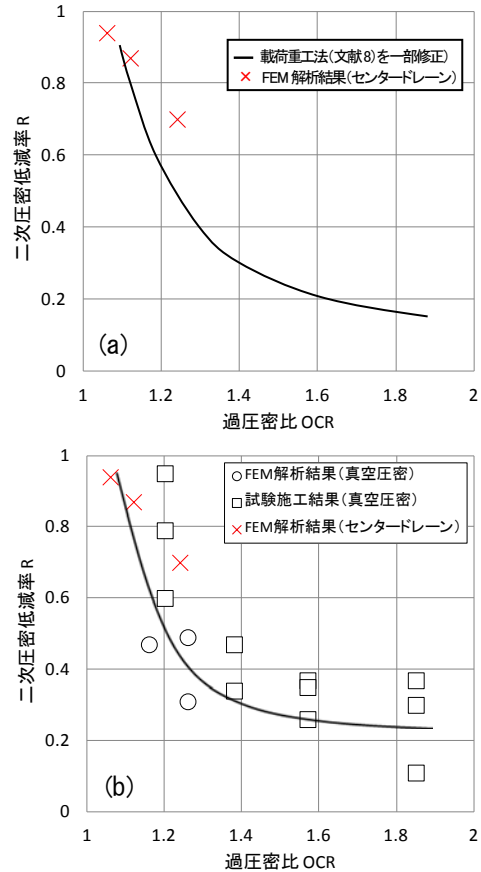 1
0.8
0.6
0.4
0.2
0
二次圧密低減率 R
載荷重工法(文献8)を一部修正)
FEM 解析結果(センタードレーン)
(a)
1
1.2
1.4
1.6
1.8
2
過圧密比 OCR
1
0.8
0.6
0.4
0.2
0
二次圧密低減率 R
FEM解析結果(真空圧密)
試験施工結果(真空圧密)
FEM解析結果(センタードレーン)
(b)
1
1.2
1.4
1.6
1.8
2
過圧密比 OCR